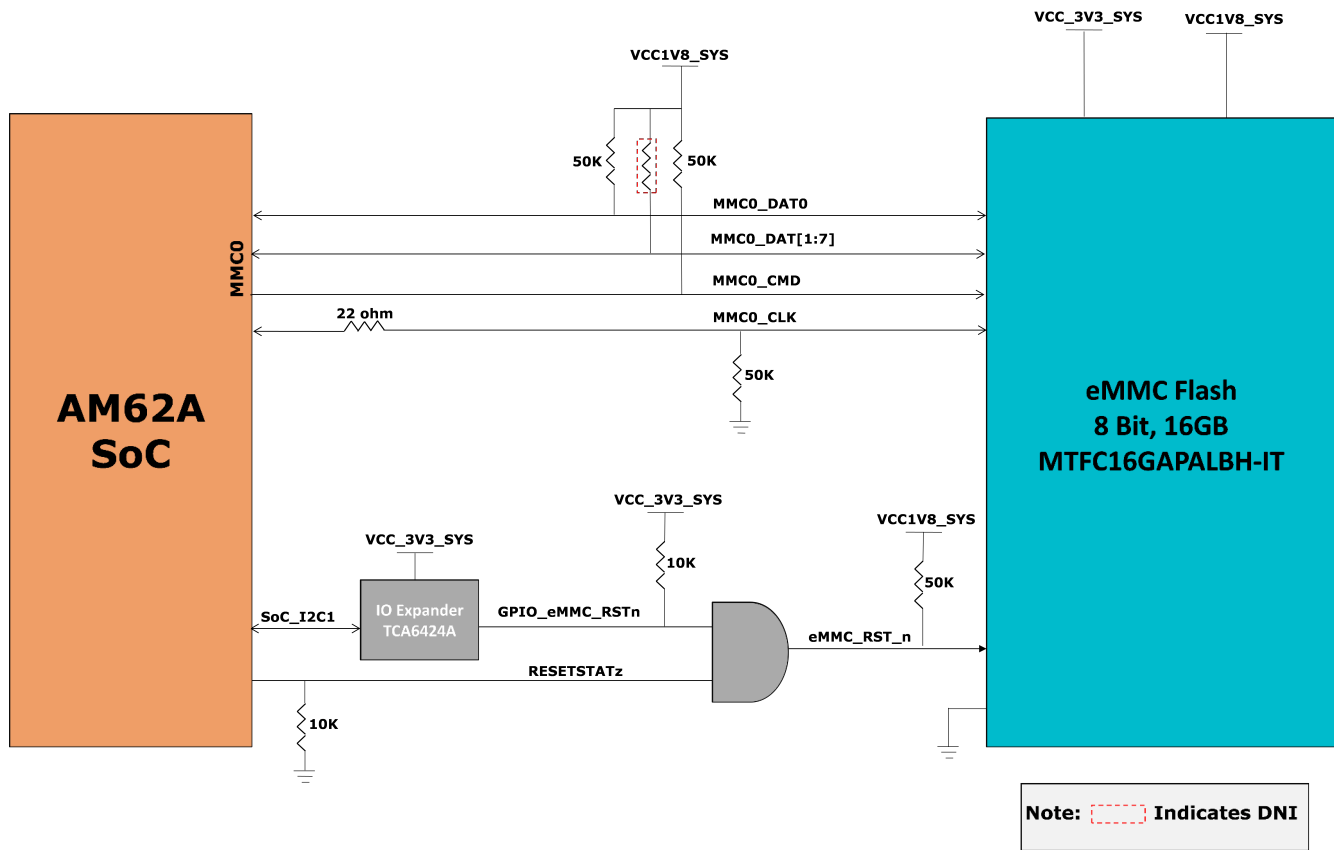 VCC_3V3_SYS
VCC1V8_SYS
VCC1V8_SYS
50K
50K
MMC0_DAT0
MMC0_DAT[1:7]
MMC0
MMC0_CMD
22 ohm
MMC0_CLK
50K
AM62A
SoC
eMMC Flash
8 Bit, 16GB
MTFC16GAPALBH-IT
VCC_3V3_SYS
VCC1V8_SYS
VCC_3V3_SYS
10K
50K
IO Expander
TCA6424A
SoC_I2C1
GPIO_eMMC_RSTn
eMMC_RST_n
RESETSTATz
10K
Note:
Indicates DNI